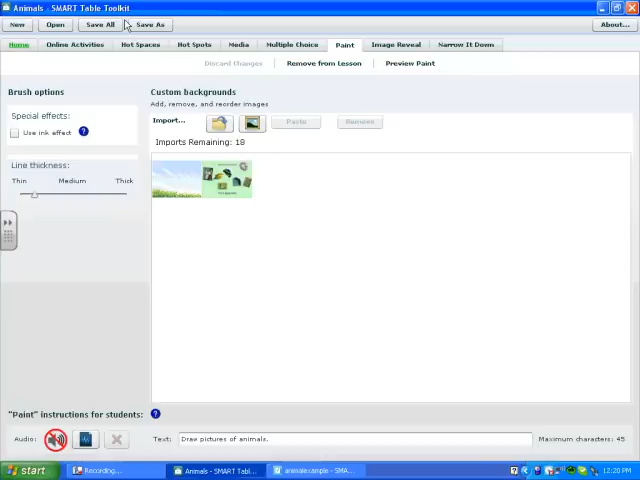 Animals - SMART Table Toolkit
New Open Save All Save As About...
Home Online Activities Hot Spaces Hot Spots Media Multiple Choice Paint Image Reveal Narrow It Down
Discard Changes Remove from Lesson Preview Paint
Brush options
Special effects:
Use ink effect
Line thickness:
Thin Medium Thick
Custom backgrounds
Add, remove, and reorder images
Import... Paste Remove
Imports Remaining: 18
"Paint" instructions for students:
Audio: Text: Draw pictures of animals. Maximum characters: 45
start Recording... Animals - SMART Tabl... animalexample - SMA... 12:20 PM